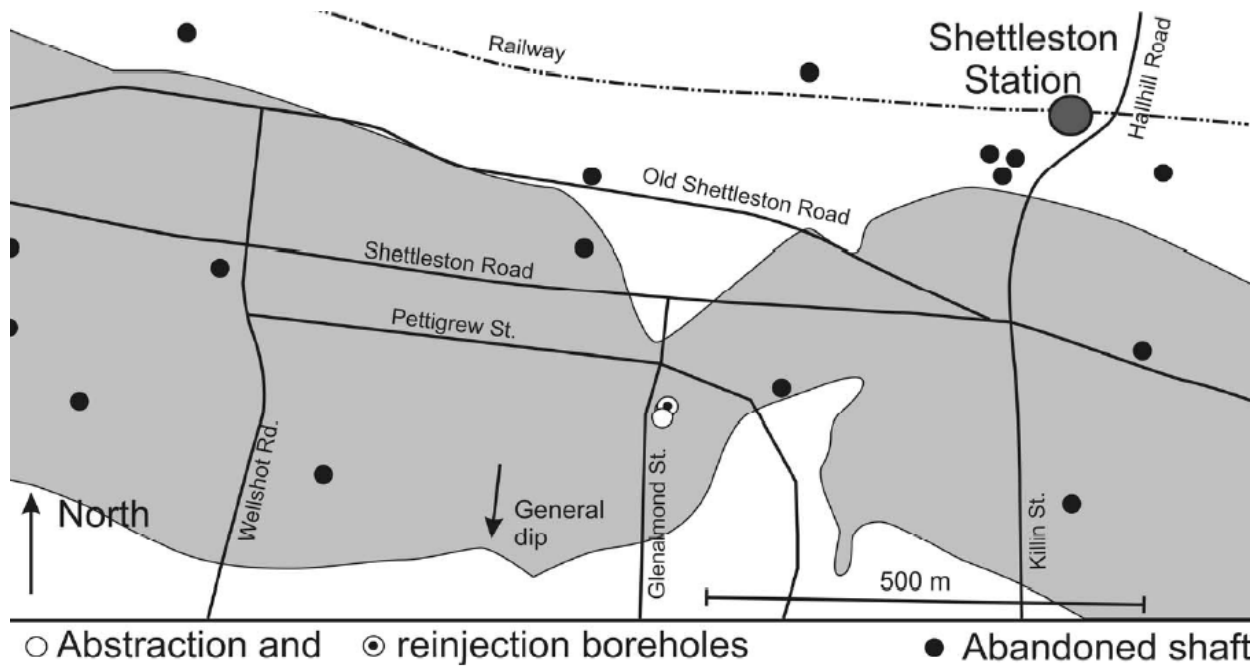 Railway
Shettleston
Station
Hallhill Road
Old Shettleston Road
Shettleston Road
Pettigrew St.
Wellshot Rd.
North
General
dip
Glenalmond St.
Killin St.
500 m
Abstraction and reinjection boreholes Abandoned shaft